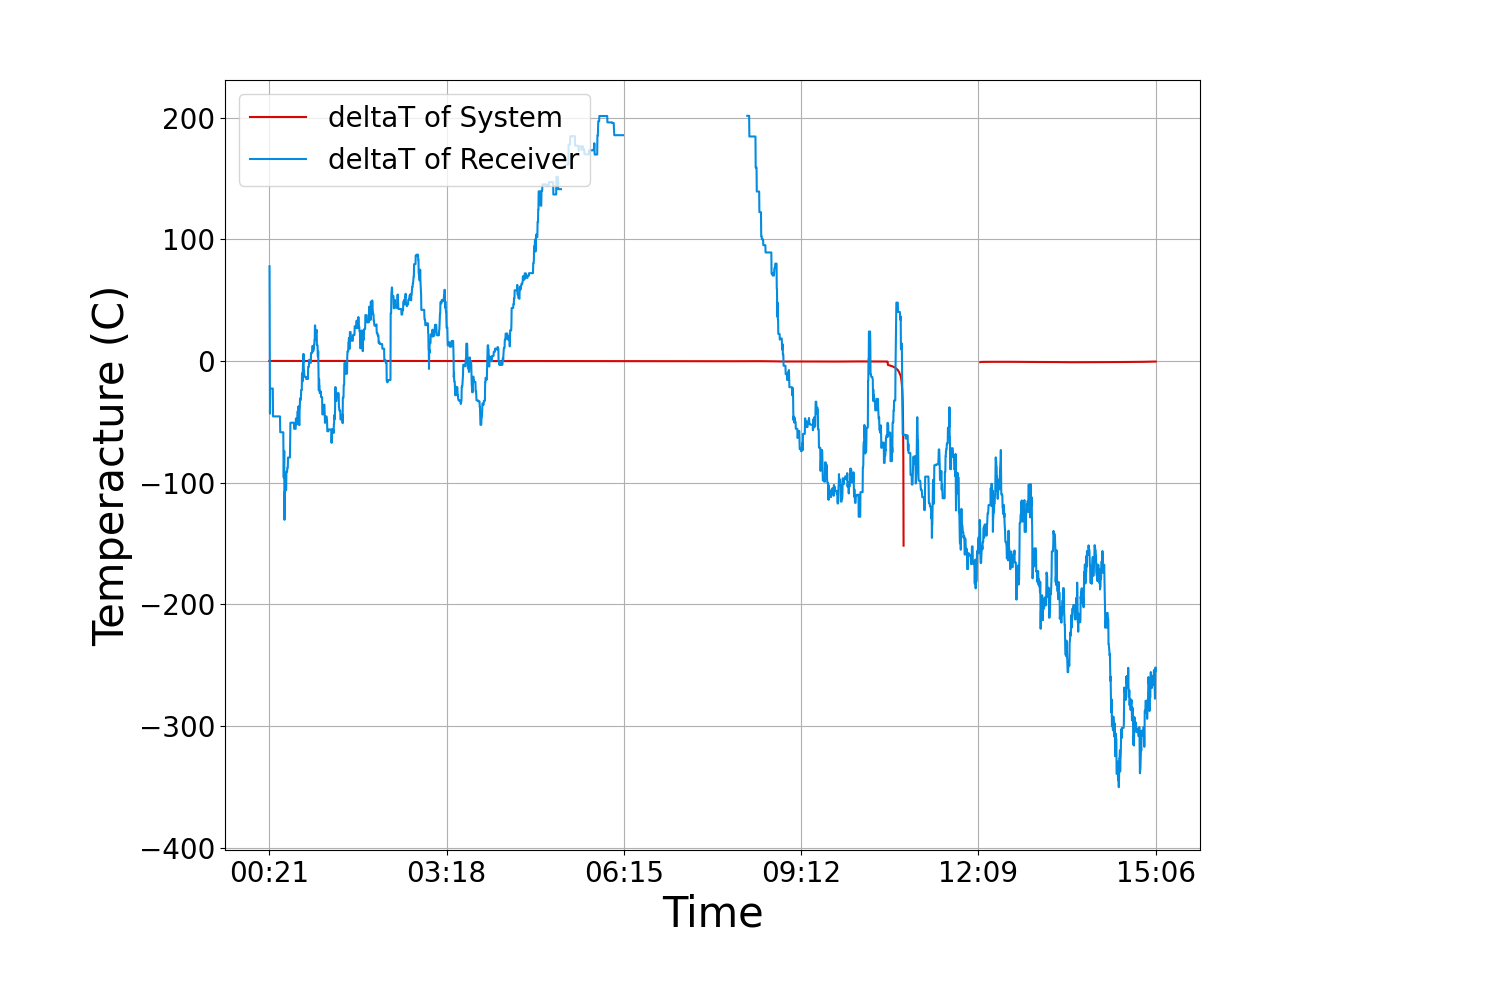 deltaT of System
deltaT of Receiver
200
100
0
−100
−200
−300
−400
Temperacture (C)
00:21 03:18 06:15 09:12 12:09 15:06
Time